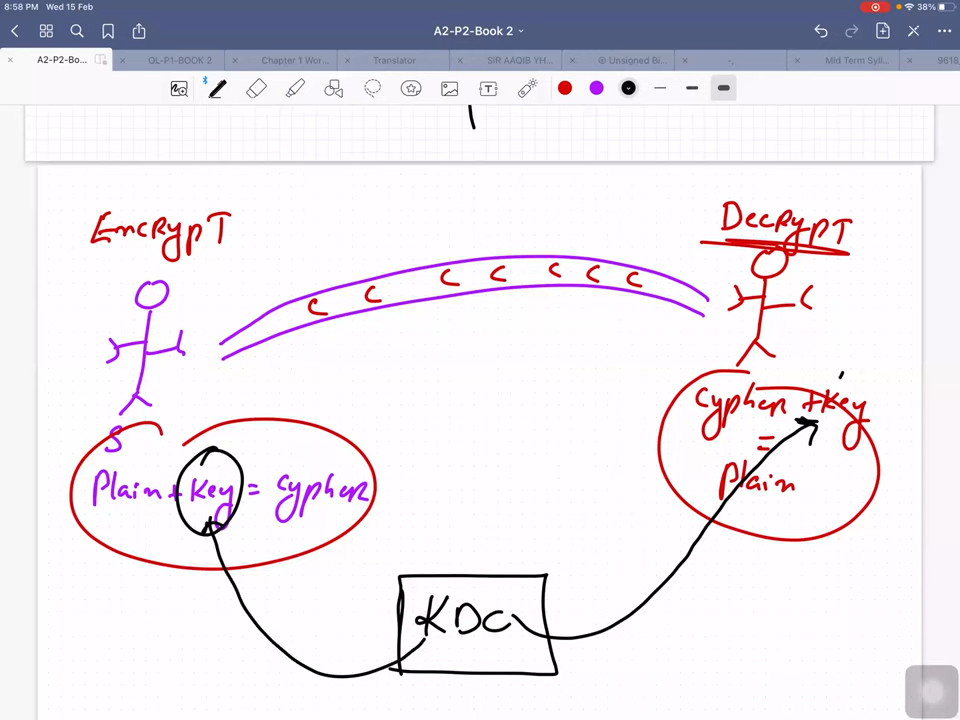 8:58 PM Wed 15 Feb
38%
A2-P2-Book 2
A2-P2-Bo...
QL-P1-BOOK 2
Chapter 1 Wor...
Translator
SIR AAQIB YH...
Unsigned Bi...
Mid Term Syll...
9618
T
EncrypT
DecrypT
C C C C C C C
S
Plain + Key = cypher
cypher + key
=
plain
KDC